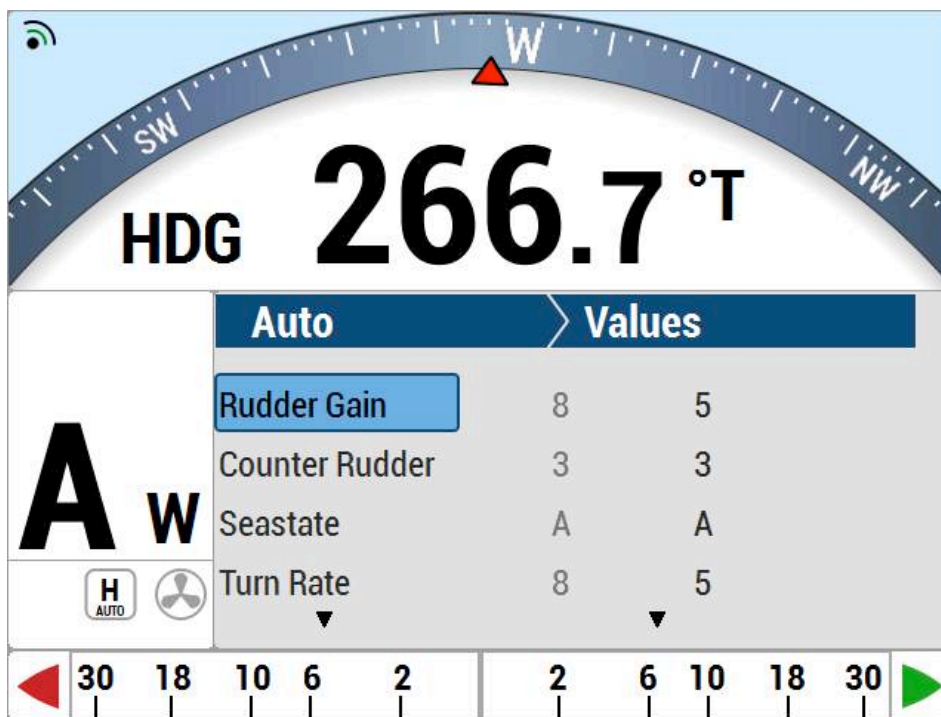 SW W NW
HDG 266.7 °T
Auto Values
Rudder Gain 8 5
Counter Rudder 3 3
Seastate A A
Turn Rate 8 5
A W
H
AUTO
30 18 10 6 2 2 6 10 18 30